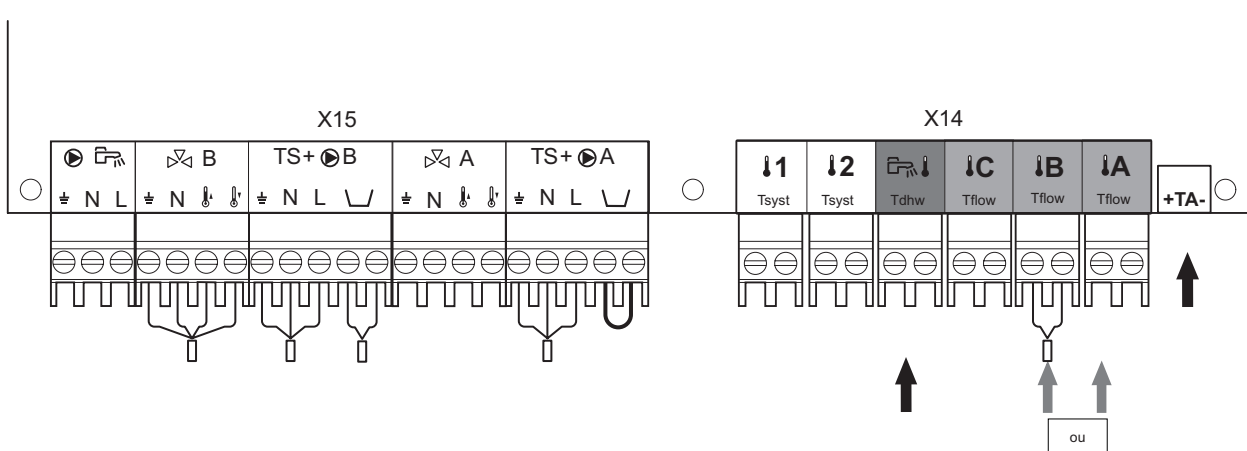 X15
X14
B
TS+ B
A
TS+ A
N L
N
N L
N
N L
1
2
C
B
A
Tsyst
Tsyst
Tdhw
Tflow
Tflow
Tflow
+TA-
ou